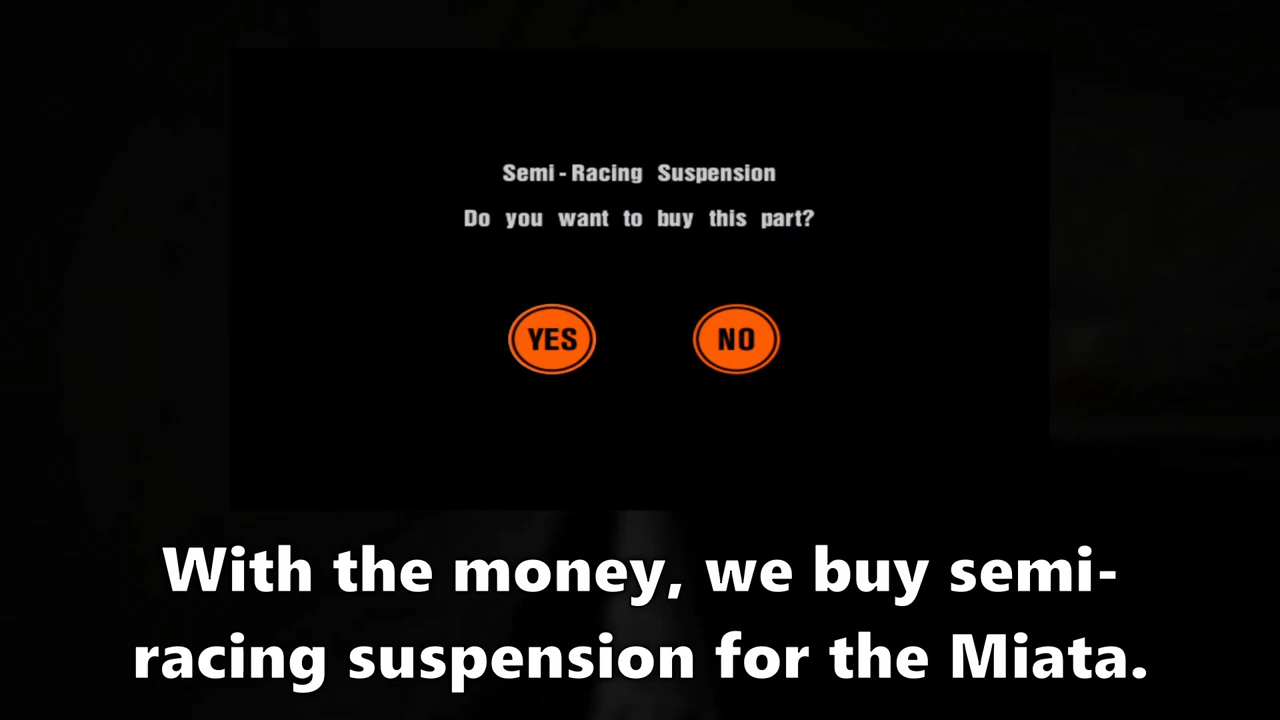 Semi-Racing Suspension
Do you want to buy this part?
YES NO
With the money, we buy semi-
racing suspension for the Miata.